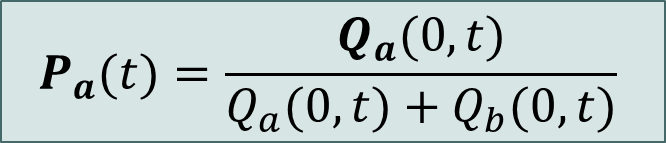 P_a(t) = Q_a(0, t) / (Q_a(0, t) + Q_b(0, t))